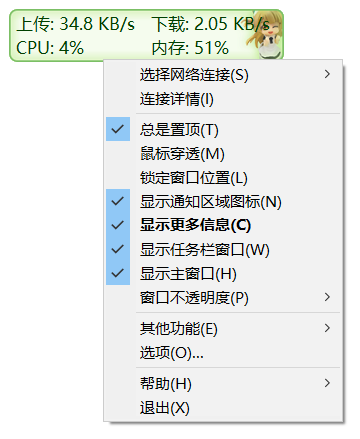 上传: 34.8 KB/s 下载: 2.05 KB/s
CPU: 4% 内存: 51%
选择网络连接(S)
连接详情(I)
总是置顶(T)
鼠标穿透(M)
锁定窗口位置(L)
显示通知区域图标(N)
显示更多信息(C)
显示任务栏窗口(W)
显示主窗口(H)
窗口不透明度(P)
其他功能(E)
选项(O)...
帮助(H)
退出(X)